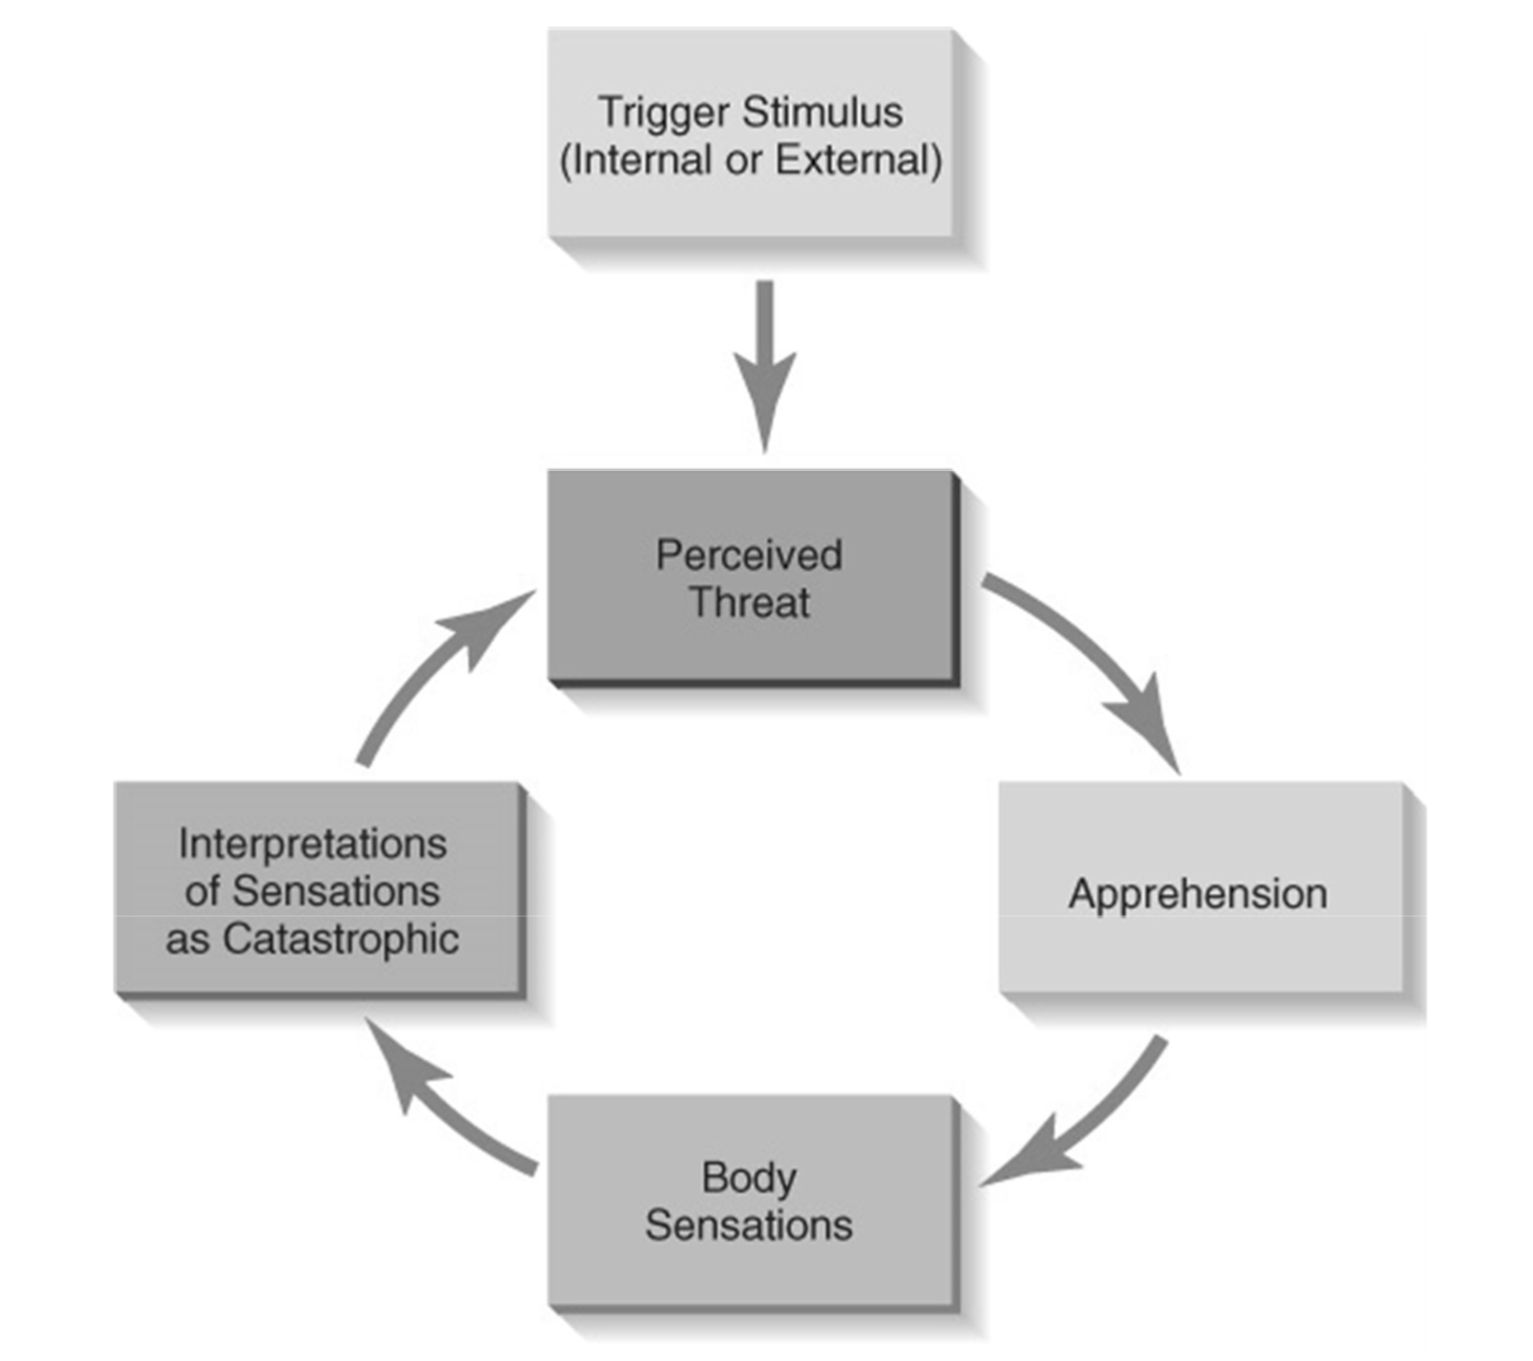 Trigger Stimulus
(Internal or External)
Perceived
Threat
Interpretations
of Sensations
as Catastrophic
Apprehension
Body
Sensations